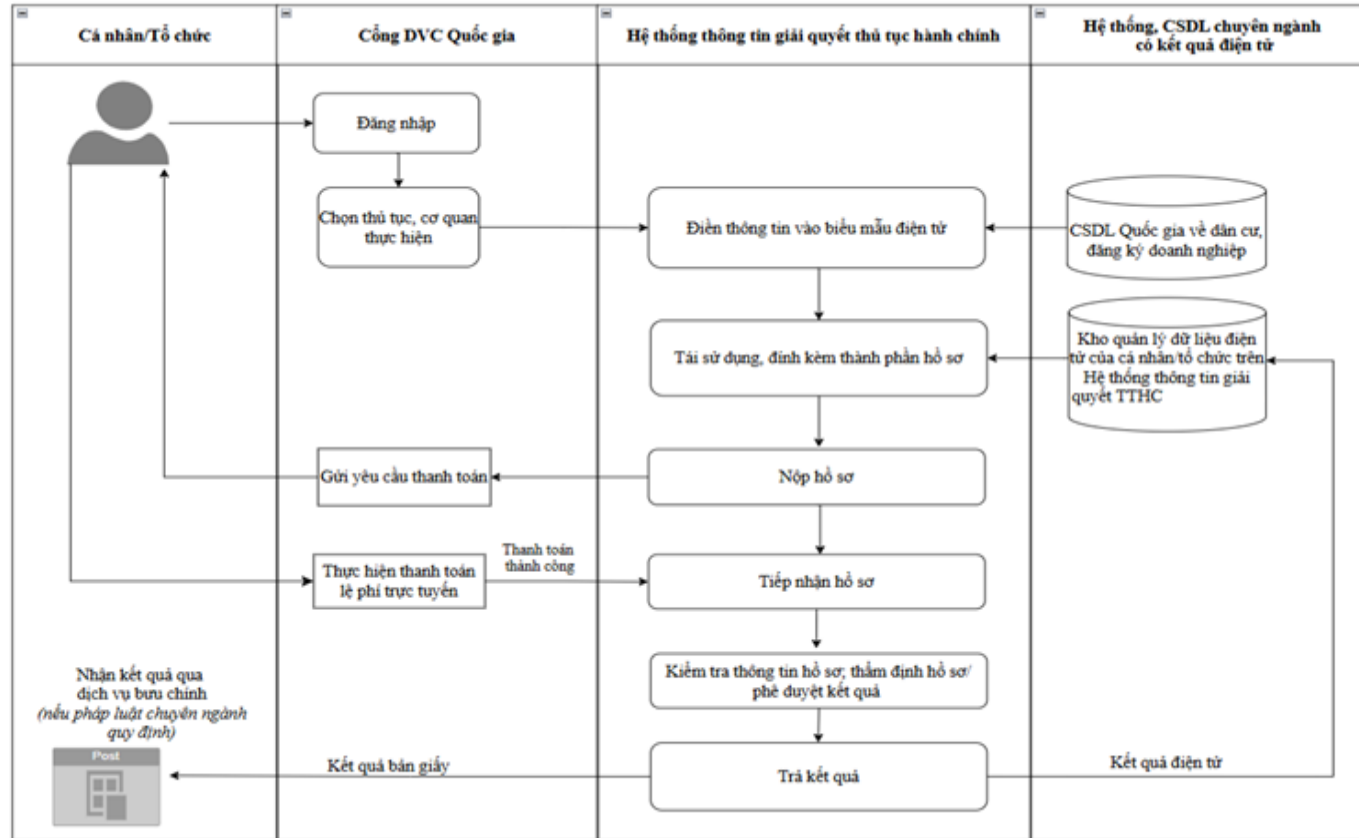 Cá nhân/Tổ chức
Cổng DVC Quốc gia
Hệ thống thông tin giải quyết thủ tục hành chính
Hệ thống, CSDL chuyên ngành
có kết quả điện tử
Đăng nhập
Chọn thủ tục, cơ quan
thực hiện
Điền thông tin vào biểu mẫu điện tử
CSDL Quốc gia về dân cư,
đăng ký doanh nghiệp
Tái sử dụng, đính kèm thành phần hồ sơ
Kho quản lý dữ liệu điện
tử của cá nhân/tổ chức trên
Hệ thống thông tin giải
quyết TTHC
Gửi yêu cầu thanh toán
Nộp hồ sơ
Thực hiện thanh toán
lệ phí trực tuyến
Thanh toán
thành công
Tiếp nhận hồ sơ
Kiểm tra thông tin hồ sơ; thẩm định hồ sơ/
phê duyệt kết quả
Nhận kết quả qua
dịch vụ bưu chính
(nếu pháp luật chuyên ngành
quy định)
Post
Kết quả bản giấy
Trả kết quả
Kết quả điện tử